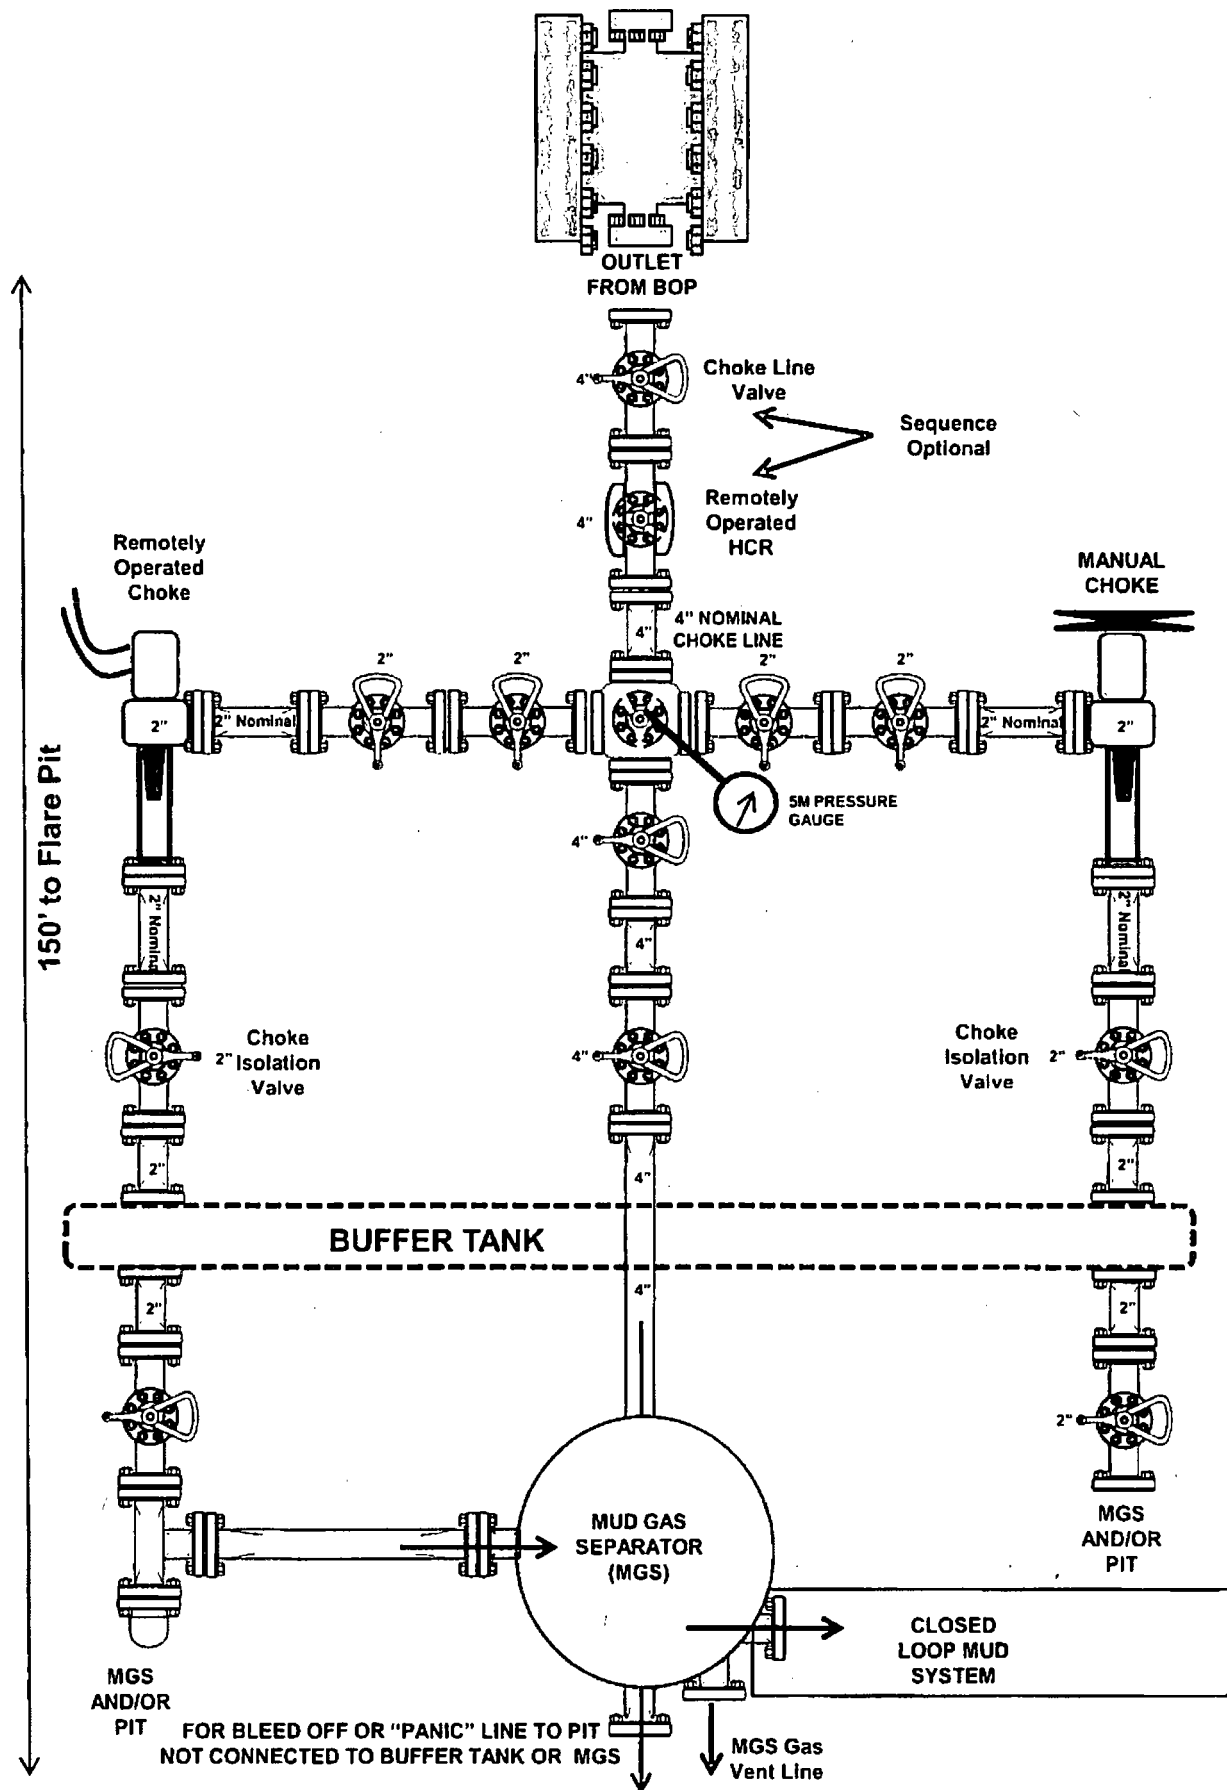 OUTLET
FROM BOP
4"
Choke Line
Valve
Sequence
Optional
4"
Remotely
Operated
HCR
Remotely
Operated
Choke
MANUAL
CHOKE
4"
4" NOMINAL
CHOKE LINE
2"
2"
2"
2"
2"
2" Nominal
2" Nominal
2"
5M PRESSURE
GAUGE
150' to Flare Pit
4"
2" Nominal
4"
2" Nominal
2"
Choke
Isolation
Valve
4"
Choke
Isolation
Valve
2"
2"
4"
2"
BUFFER TANK
2"
4"
2"
2"
MUD GAS
SEPARATOR
(MGS)
MGS
AND/OR
PIT
CLOSED
LOOP MUD
SYSTEM
MGS
AND/OR
PIT
FOR BLEED OFF OR "PANIC" LINE TO PIT
NOT CONNECTED TO BUFFER TANK OR MGS
MGS Gas
Vent Line